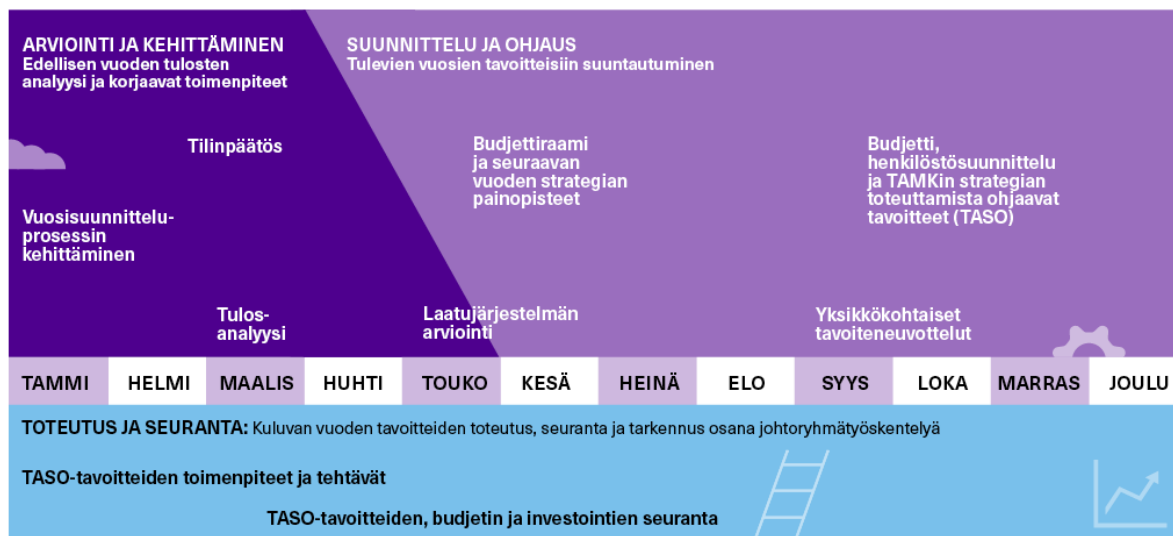 ARVIOINTI JA KEHITTÄMINEN
Edellisen vuoden tulosten
analyysi ja korjaavat toimenpiteet
SUUNNITTELU JA OHJAUS
Tulevien vuosien tavoitteisiin suuntautuminen
Tilinpäätös
Budjettiraami
ja seuraavan
vuoden strategian
painopisteet
Budjetti,
henkilöstösuunnittelu
ja TAMKin strategian
toteuttamista ohjaavat
tavoitteet (TASO)
Vuosisuunnittelu-
prosessin
kehittäminen
Tulos-
analyysi
Laatujärjestelmän
arviointi
Yksikkökohtaiset
tavoiteneuvottelut
TAMMI HELMI MAALIS HUHTI TOUKO KESÄ HEINÄ ELO SYYS LOKA MARRAS JOULU
TOTEUTUS JA SEURANTA: Kuluvan vuoden tavoitteiden toteutus, seuranta ja tarkennus osana johtoryhmätyöskentelyä
TASO-tavoitteiden toimenpiteet ja tehtävät
TASO-tavoitteiden, budjetin ja investointien seuranta